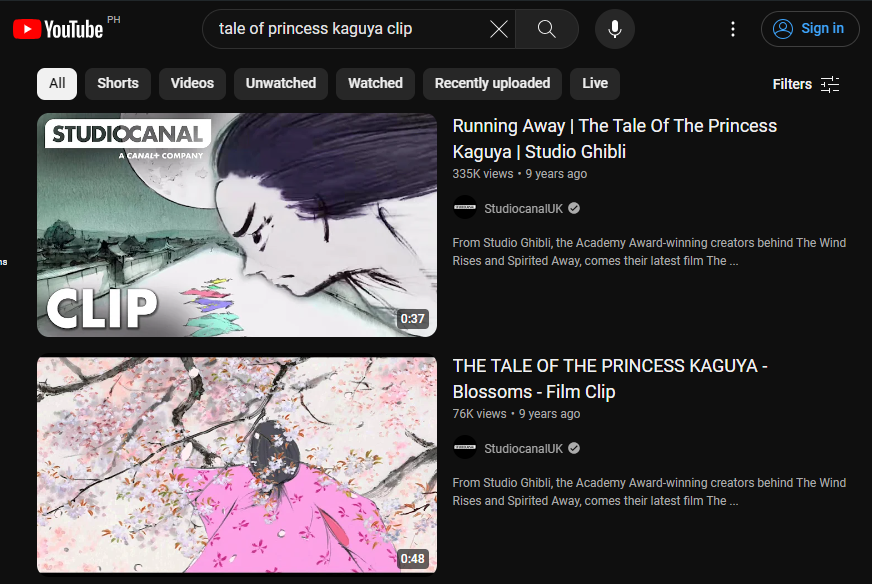 YouTube PH
tale of princess kaguya clip
Sign in
All
Shorts
Videos
Unwatched
Watched
Recently uploaded
Live
Filters
STUDIOCANAL
A CANAL+ COMPANY
CLIP
0:37
Running Away | The Tale Of The Princess
Kaguya | Studio Ghibli
335K views • 9 years ago
StudiocanalUK
From Studio Ghibli, the Academy Award-winning creators behind The Wind
Rises and Spirited Away, comes their latest film The ...
ns
0:48
THE TALE OF THE PRINCESS KAGUYA -
Blossoms - Film Clip
76K views • 9 years ago
StudiocanalUK
From Studio Ghibli, the Academy Award-winning creators behind The Wind
Rises and Spirited Away, comes their latest film The ...